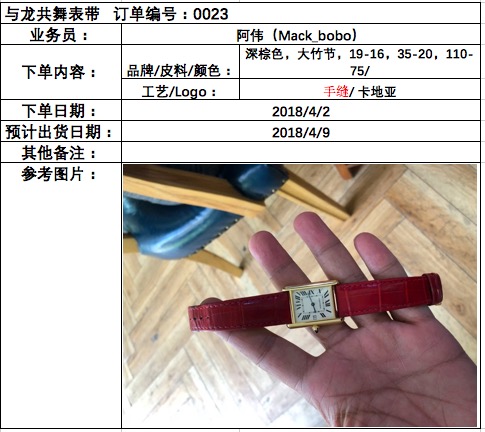 与龙共舞表带 订单编号：0023
业务员： 阿伟（Mack_bobo）
下单内容： 品牌/皮料/颜色： 深棕色，大竹节，19-16，35-20，110-
75/
工艺/Logo： 手缝/ 卡地亚
下单日期： 2018/4/2
预计出货日期： 2018/4/9
其他备注：
参考图片：